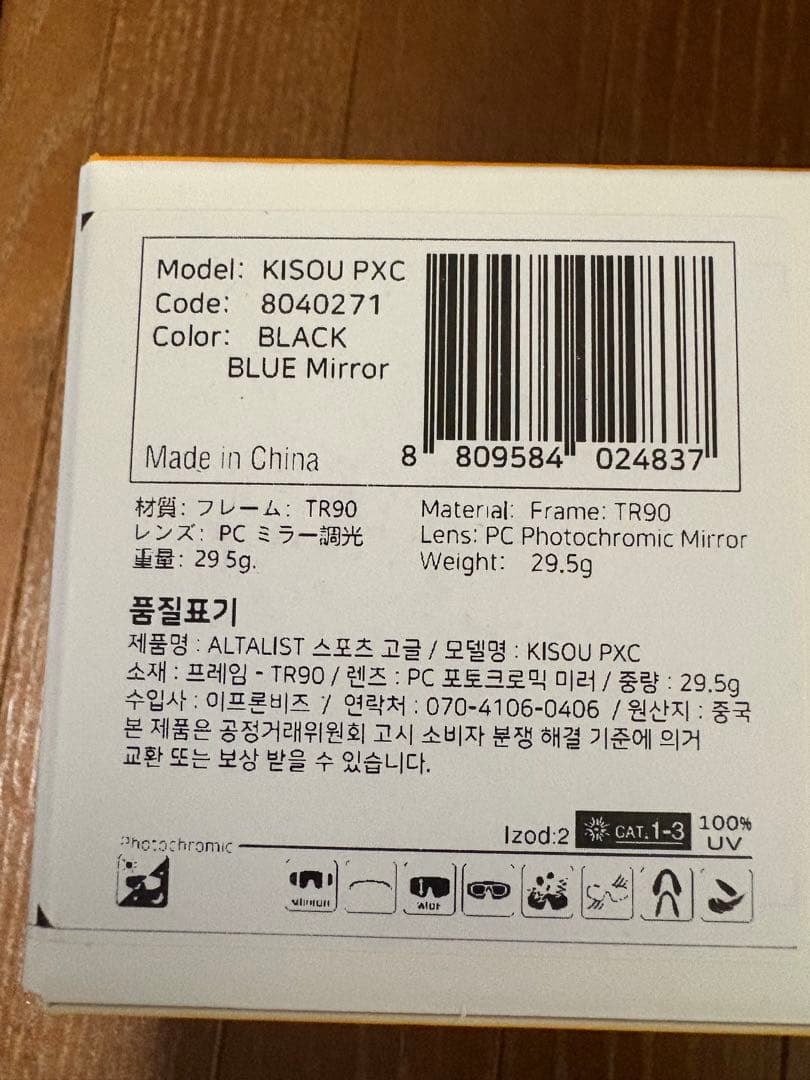 Model: KISOU PXC
Code: 8040271
Color: BLACK
BLUE Mirror
Made in China
8 809584 024837
材質: フレーム: TR90
レンズ: PC ミラー調光
重量: 29 5g.
Material: Frame: TR90
Lens: PC Photochromic Mirror
Weight: 29.5g
품질표기
제품명 : ALTALIST 스포츠 고글 / 모델명 : KISOU PXC
소재 : 프레임 - TR90 / 렌즈 : PC 포토크로믹 미러 / 중량 : 29.5g
수입사 : 이프론비즈 / 연락처 : 070-4106-0406 / 원산지 : 중국
본 제품은 공정거래위원회 고시 소비자 분쟁 해결 기준에 의거
교환 또는 보상 받을 수 있습니다.
Izod:2 CAT.1-3 100% UV
Photochromic